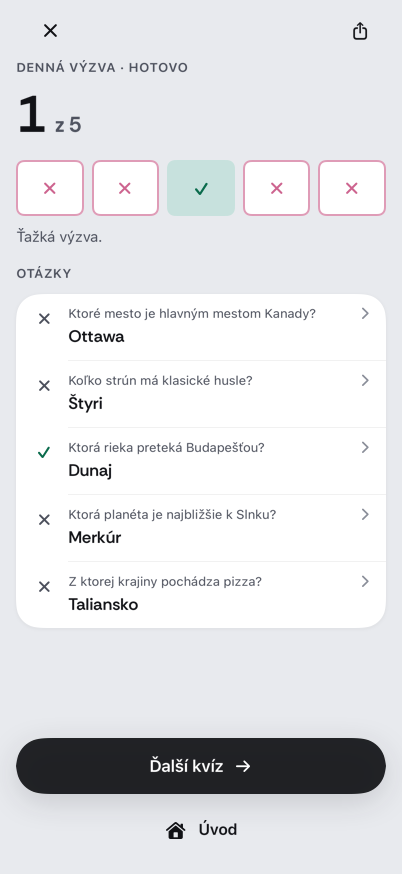 DENNÁ VÝZVA · HOTOVO
1 z 5
Ťažká výzva.
OTÁZKY
Ktoré mesto je hlavným mestom Kanady?
Ottawa
Koľko strún má klasické husle?
Štyri
Ktorá rieka preteká Budapešťou?
Dunaj
Ktorá planéta je najbližšie k Slnku?
Merkúr
Z ktorej krajiny pochádza pizza?
Taliansko
Ďalší kvíz
Úvod